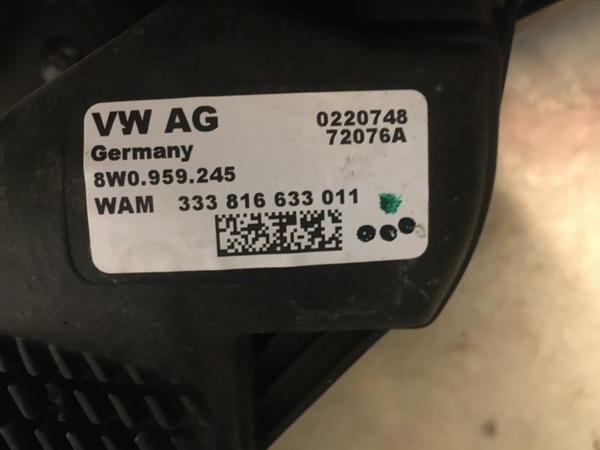 VW AG 0220748
72076A
Germany
8W0.959.245
WAM 333 816 633 011